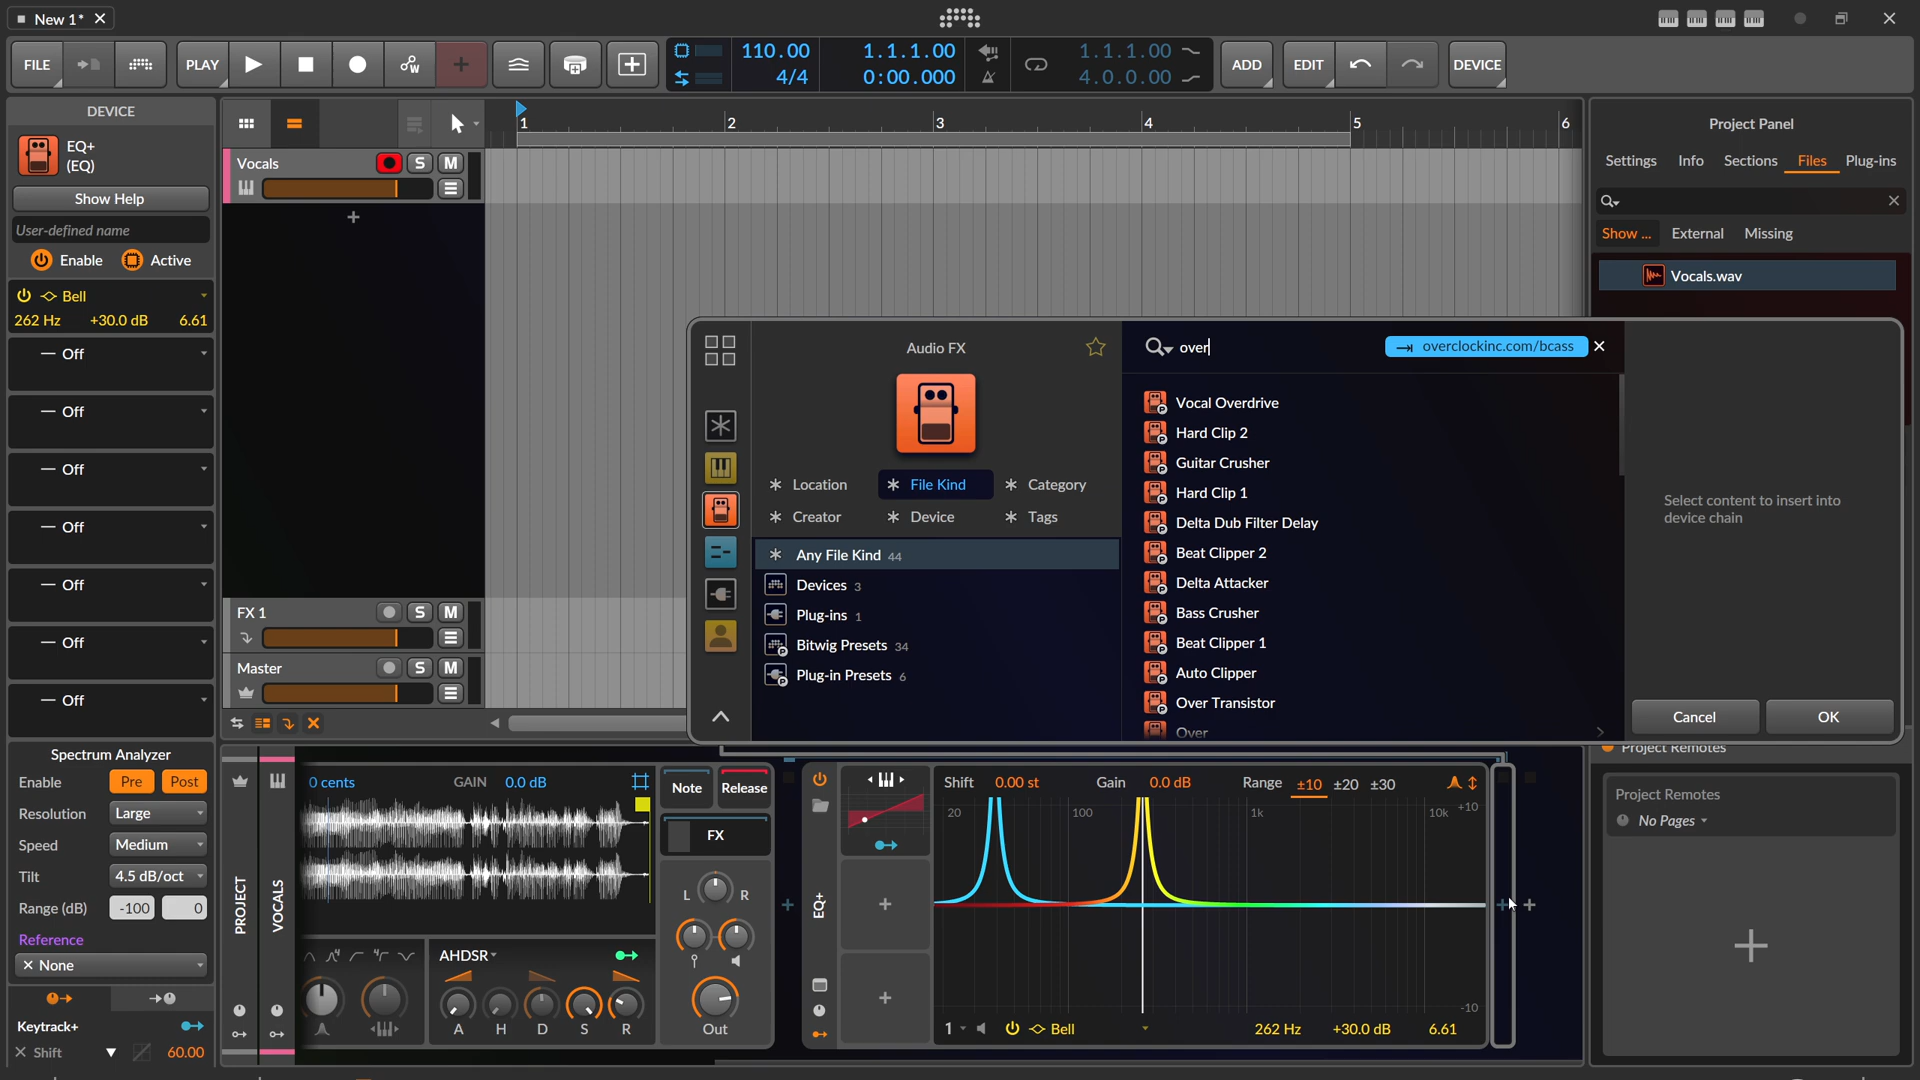 New 1*
FILE
PLAY
110.00
4/4
1.1.1.00
0:00.000
1.1.1.00
4.0.0.00
ADD
EDIT
DEVICE
DEVICE
EQ+
(EQ)
Show Help
User-defined name
Enable
Active
Bell
262 Hz +30.0 dB 6.61
Off
Off
Off
Off
Off
Off
Off
Spectrum Analyzer
Enable Pre Post
Resolution Large
Speed Medium
Tilt 4.5 dB/oct
Range (dB) -100 0
Reference
× None
Keytrack+
Shift 60.00
1 2 3 4 5 6
Vocals S M
FX 1 S M
Master S M
Audio FX
Location File Kind Category
Creator Device Tags
Any File Kind 44
Devices 3
Plug-ins 1
Bitwig Presets 34
Plug-in Presets 6
over
overclockinc.com/bcass
Vocal Overdrive
Hard Clip 2
Guitar Crusher
Hard Clip 1
Delta Dub Filter Delay
Beat Clipper 2
Delta Attacker
Bass Crusher
Beat Clipper 1
Auto Clipper
Over Transistor
Over
Select content to insert into
device chain
Cancel OK
Project Panel
Settings Info Sections Files Plug-ins
Show ... External Missing
Vocals.wav
Project Remotes
Project Remotes
No Pages
PROJECT
VOCALS
0 cents GAIN 0.0 dB
AHDSR
A H D S R
Note Release
FX
L R
Out
EQ+
Shift 0.00 st Gain 0.0 dB Range ±10 ±20 ±30
20 100 1k 10k +10
-10
1 Bell 262 Hz +30.0 dB 6.61